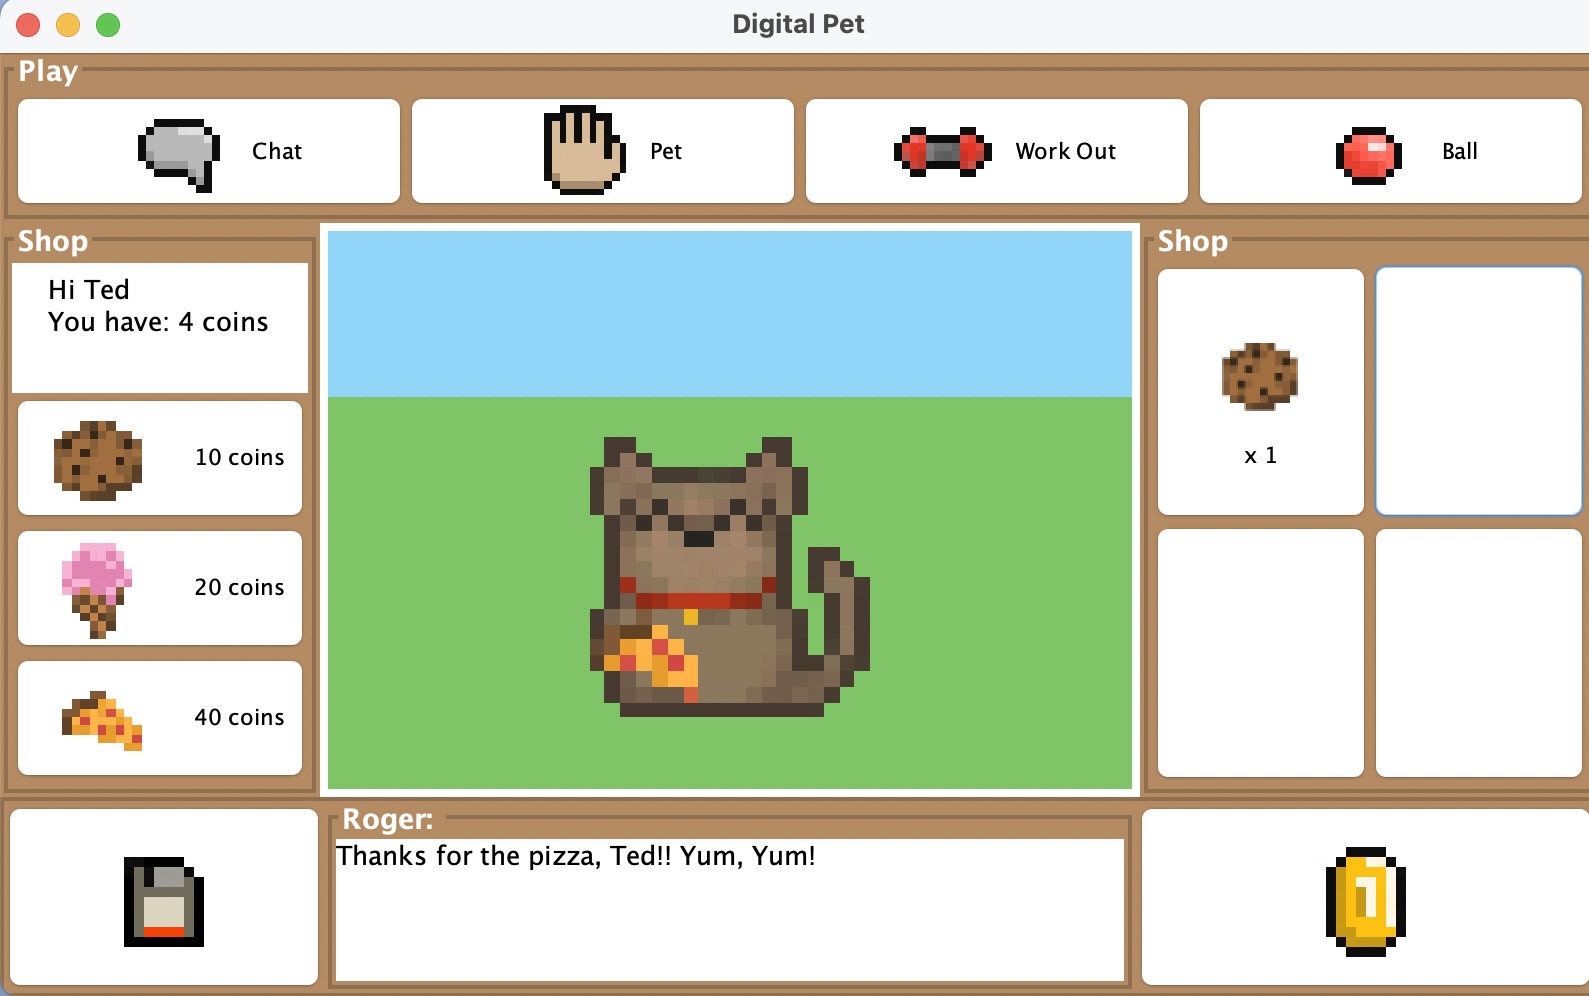 Digital Pet
Play
Chat
Pet
Work Out
Ball
Shop
Hi Ted
You have: 4 coins
10 coins
20 coins
40 coins
Shop
x 1
Roger:
Thanks for the pizza, Ted!! Yum, Yum!
1